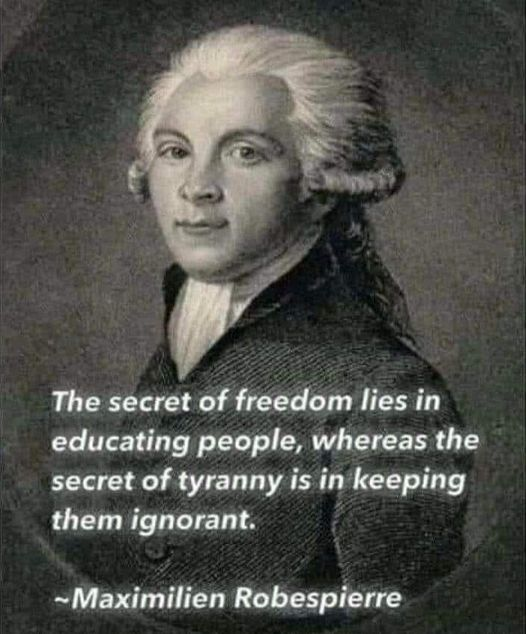 The secret of freedom lies in
educating people, whereas the
secret of tyranny is in keeping
them ignorant.
~Maximilien Robespierre